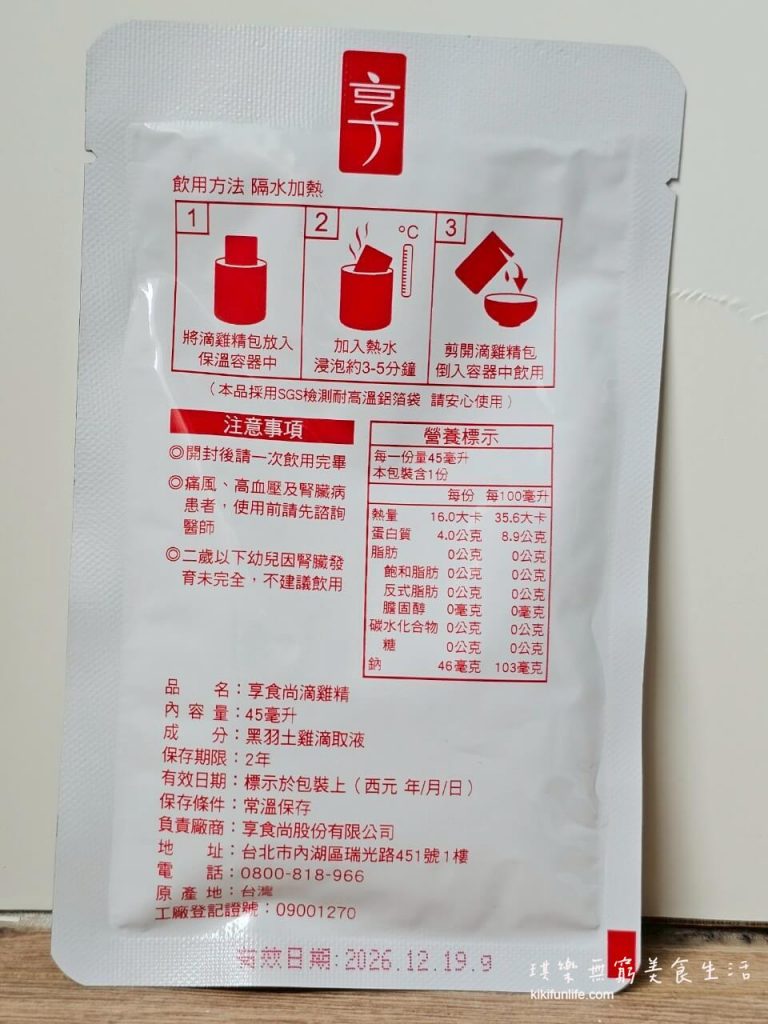 享
飲用方法 隔水加熱
1
將滴雞精包放入
保溫容器中
2
°C
加入熱水
浸泡約3-5分鐘
3
剪開滴雞精包
倒入容器中飲用
（本品採用SGS檢測耐高溫鋁箔袋 請安心使用）
注意事項
◎開封後請一次飲用完畢
◎痛風、高血壓及腎臟病
患者，使用前請先諮詢
醫師
◎二歲以下幼兒因腎臟發
育未完全，不建議飲用
營養標示
每一份量45毫升
本包裝含1份
每份 每100毫升
熱量 16.0大卡 35.6大卡
蛋白質 4.0公克 8.9公克
脂肪 0公克 0公克
飽和脂肪 0公克 0公克
反式脂肪 0公克 0公克
膽固醇 0毫克 0毫克
碳水化合物 0公克 0公克
糖 0公克 0公克
鈉 46毫克 103毫克
品 名：享食尚滴雞精
內容量：45毫升
成 分：黑羽土雞滴取液
保存期限：2年
有效日期：標示於包裝上（西元 年/月/日）
保存條件：常溫保存
負責廠商：享食尚股份有限公司
地 址：台北市內湖區瑞光路451號1樓
電 話：0800-818-966
原產地：台灣
工廠登記證號：09001270
有效日期:2026.12.19.g
琪樂無窮美食生活
kikifunlife.com